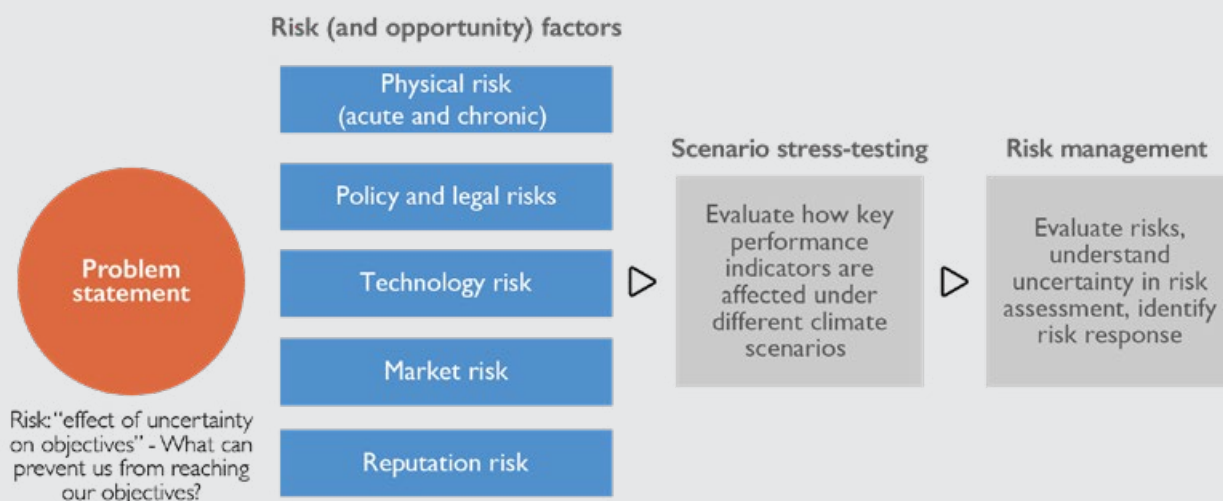 Risk (and opportunity) factors
Physical risk
(acute and chronic)
Policy and legal risks
Technology risk
Market risk
Reputation risk
Problem
statement
Risk: “effect of uncertainty
on objectives” - What can
prevent us from reaching
our objectives?
Scenario stress-testing
Evaluate how key
performance
indicators are
affected under
different climate
scenarios
Risk management
Evaluate risks,
understand
uncertainty in risk
assessment, identify
risk response